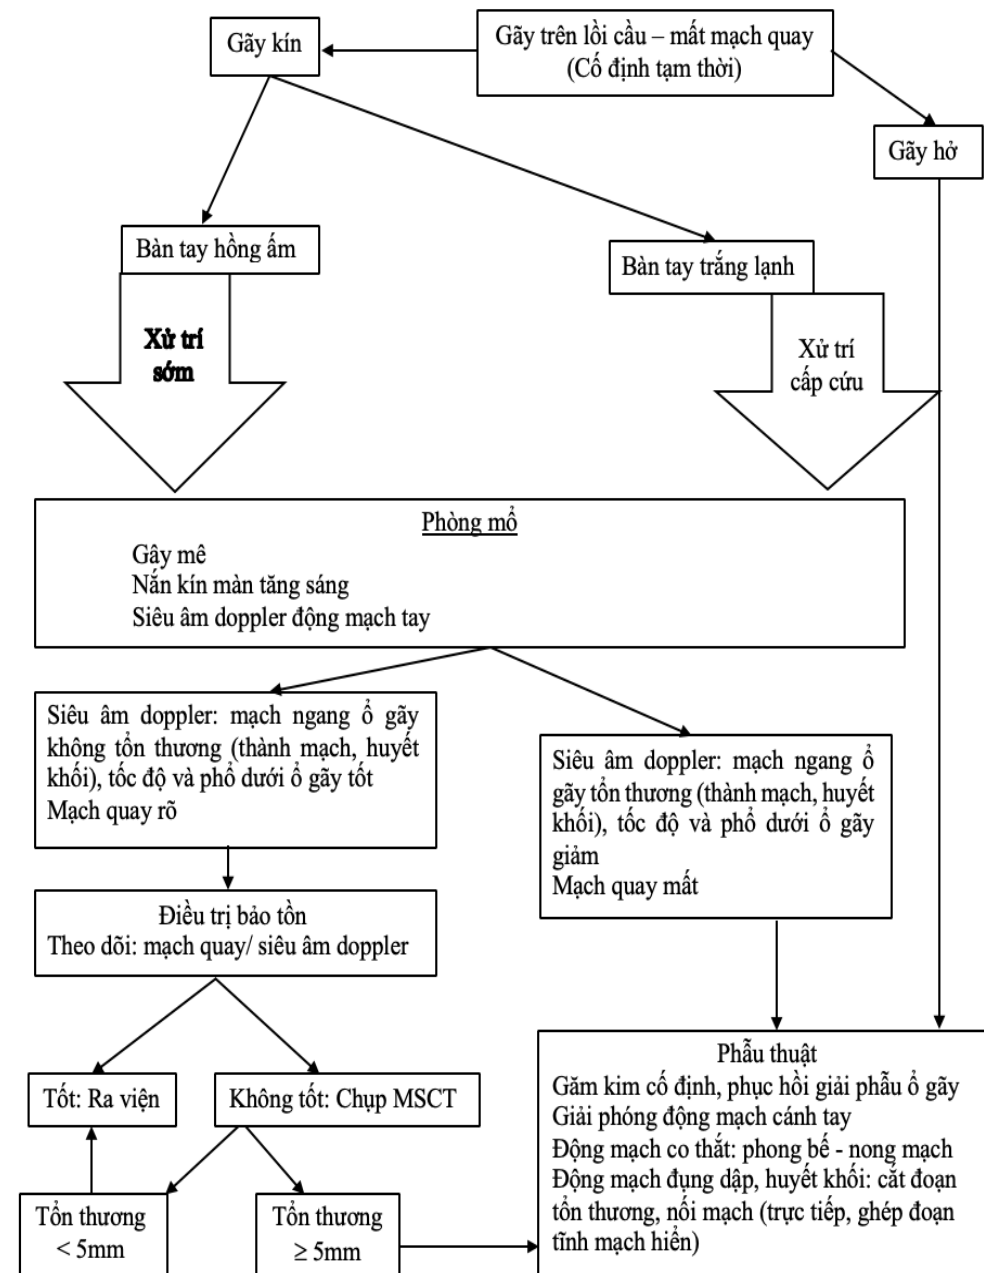 Gãy kín
Gãy trên lồi cầu – mất mạch quay
(Cố định tạm thời)
Gãy hở
Bàn tay hồng ấm
Bàn tay trắng lạnh
Xử trí
sớm
Xử trí
cấp cứu
Phòng mổ
Gây mê
Nắn kín màn tăng sáng
Siêu âm doppler động mạch tay
Siêu âm doppler: mạch ngang ổ gãy
không tổn thương (thành mạch, huyết
khối), tốc độ và phổ dưới ổ gãy tốt
Mạch quay rõ
Siêu âm doppler: mạch ngang ổ
gãy tổn thương (thành mạch, huyết
khối), tốc độ và phổ dưới ổ gãy
giảm
Mạch quay mất
Điều trị bảo tồn
Theo dõi: mạch quay/ siêu âm doppler
Tốt: Ra viện
Không tốt: Chụp MSCT
Tổn thương
< 5mm
Tổn thương
≥ 5mm
Phẫu thuật
Găm kim cố định, phục hồi giải phẫu ổ gãy
Giải phóng động mạch cánh tay
Động mạch co thắt: phong bế - nong mạch
Động mạch đụng dập, huyết khối: cắt đoạn
tổn thương, nối mạch (trực tiếp, ghép đoạn
tĩnh mạch hiển)